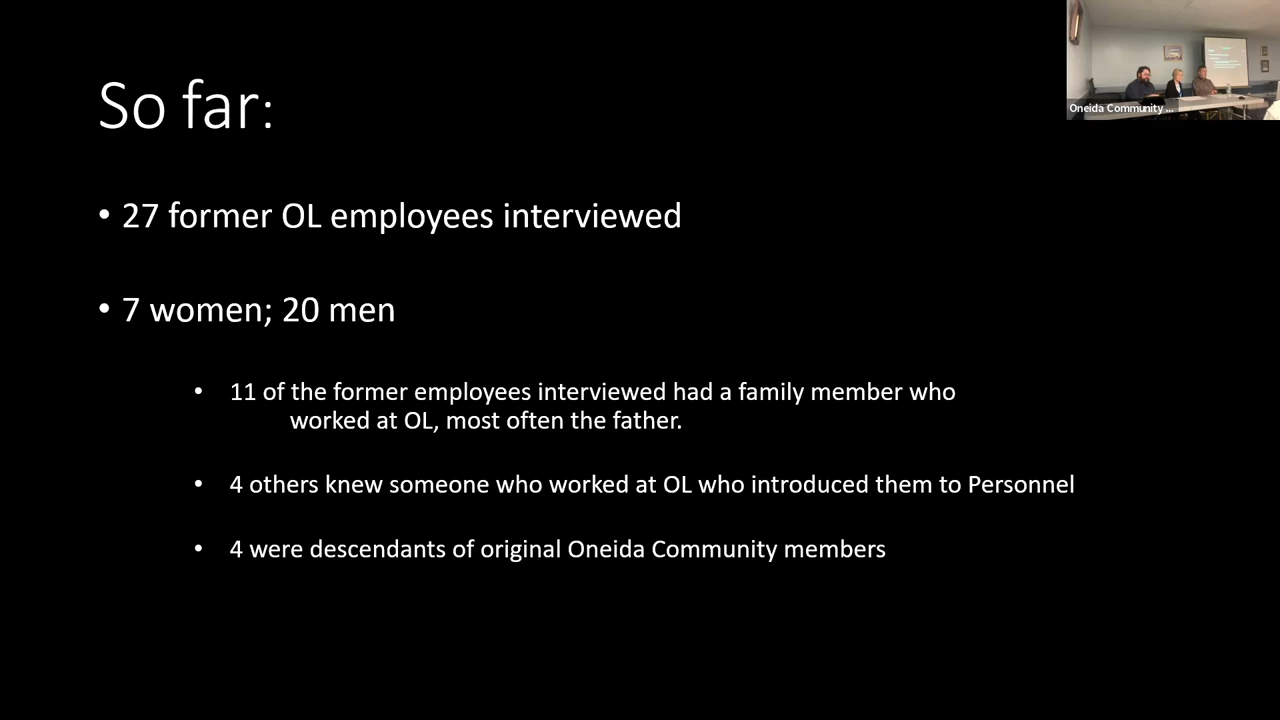 So far:
Oneida Community ...
• 27 former OL employees interviewed
• 7 women; 20 men
• 11 of the former employees interviewed had a family member who
worked at OL, most often the father.
• 4 others knew someone who worked at OL who introduced them to Personnel
• 4 were descendants of original Oneida Community members